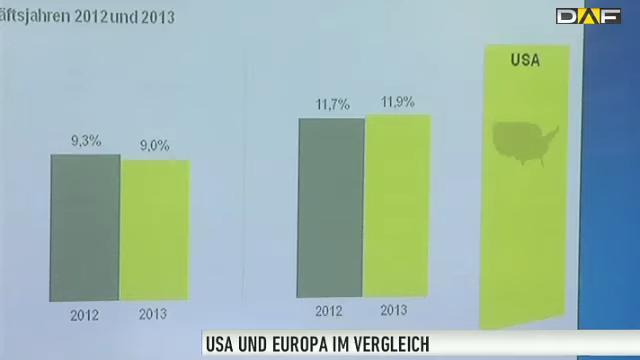 äftsjahren 2012 und 2013
DAF
USA
9,3%
9,0%
11,7%
11,9%
2012
2013
2012
2013
USA UND EUROPA IM VERGLEICH